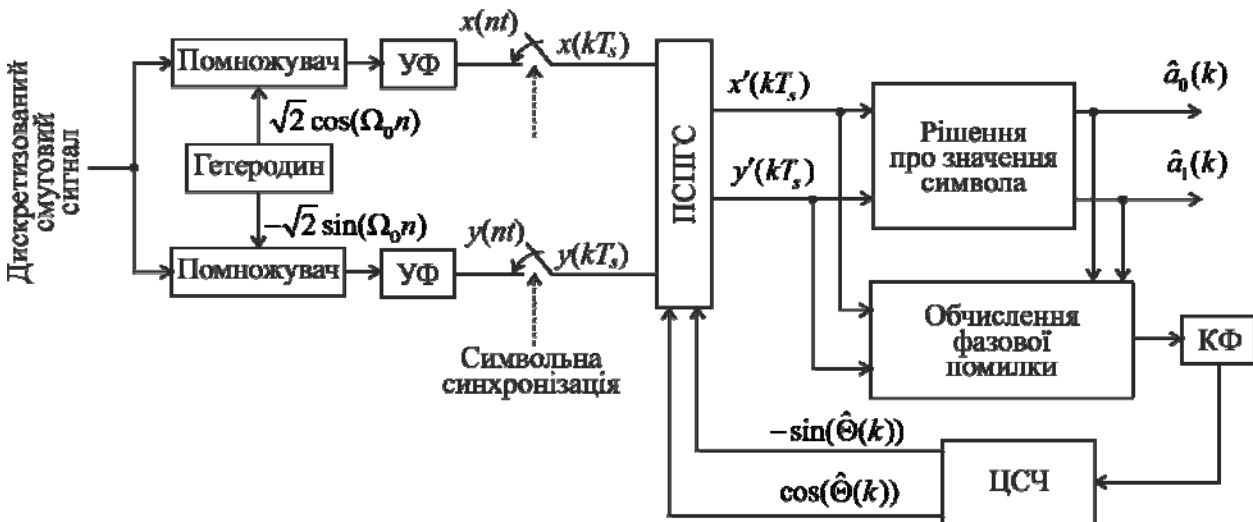 Дискретизований
смуговий
сигнал
Помножувач
УФ
x(nt)
x(kTₛ)
√2 cos(Ω₀n)
Гетеродин
−√2 sin(Ω₀n)
Помножувач
УФ
y(nt)
y(kTₛ)
Символьна
синхронізація
ПСПГС
x′(kTₛ)
y′(kTₛ)
Рішення
про значення
символа
â₀(k)
â₁(k)
Обчислення
фазової
помилки
КФ
−sin(Θ̂(k))
cos(Θ̂(k))
ЦСЧ